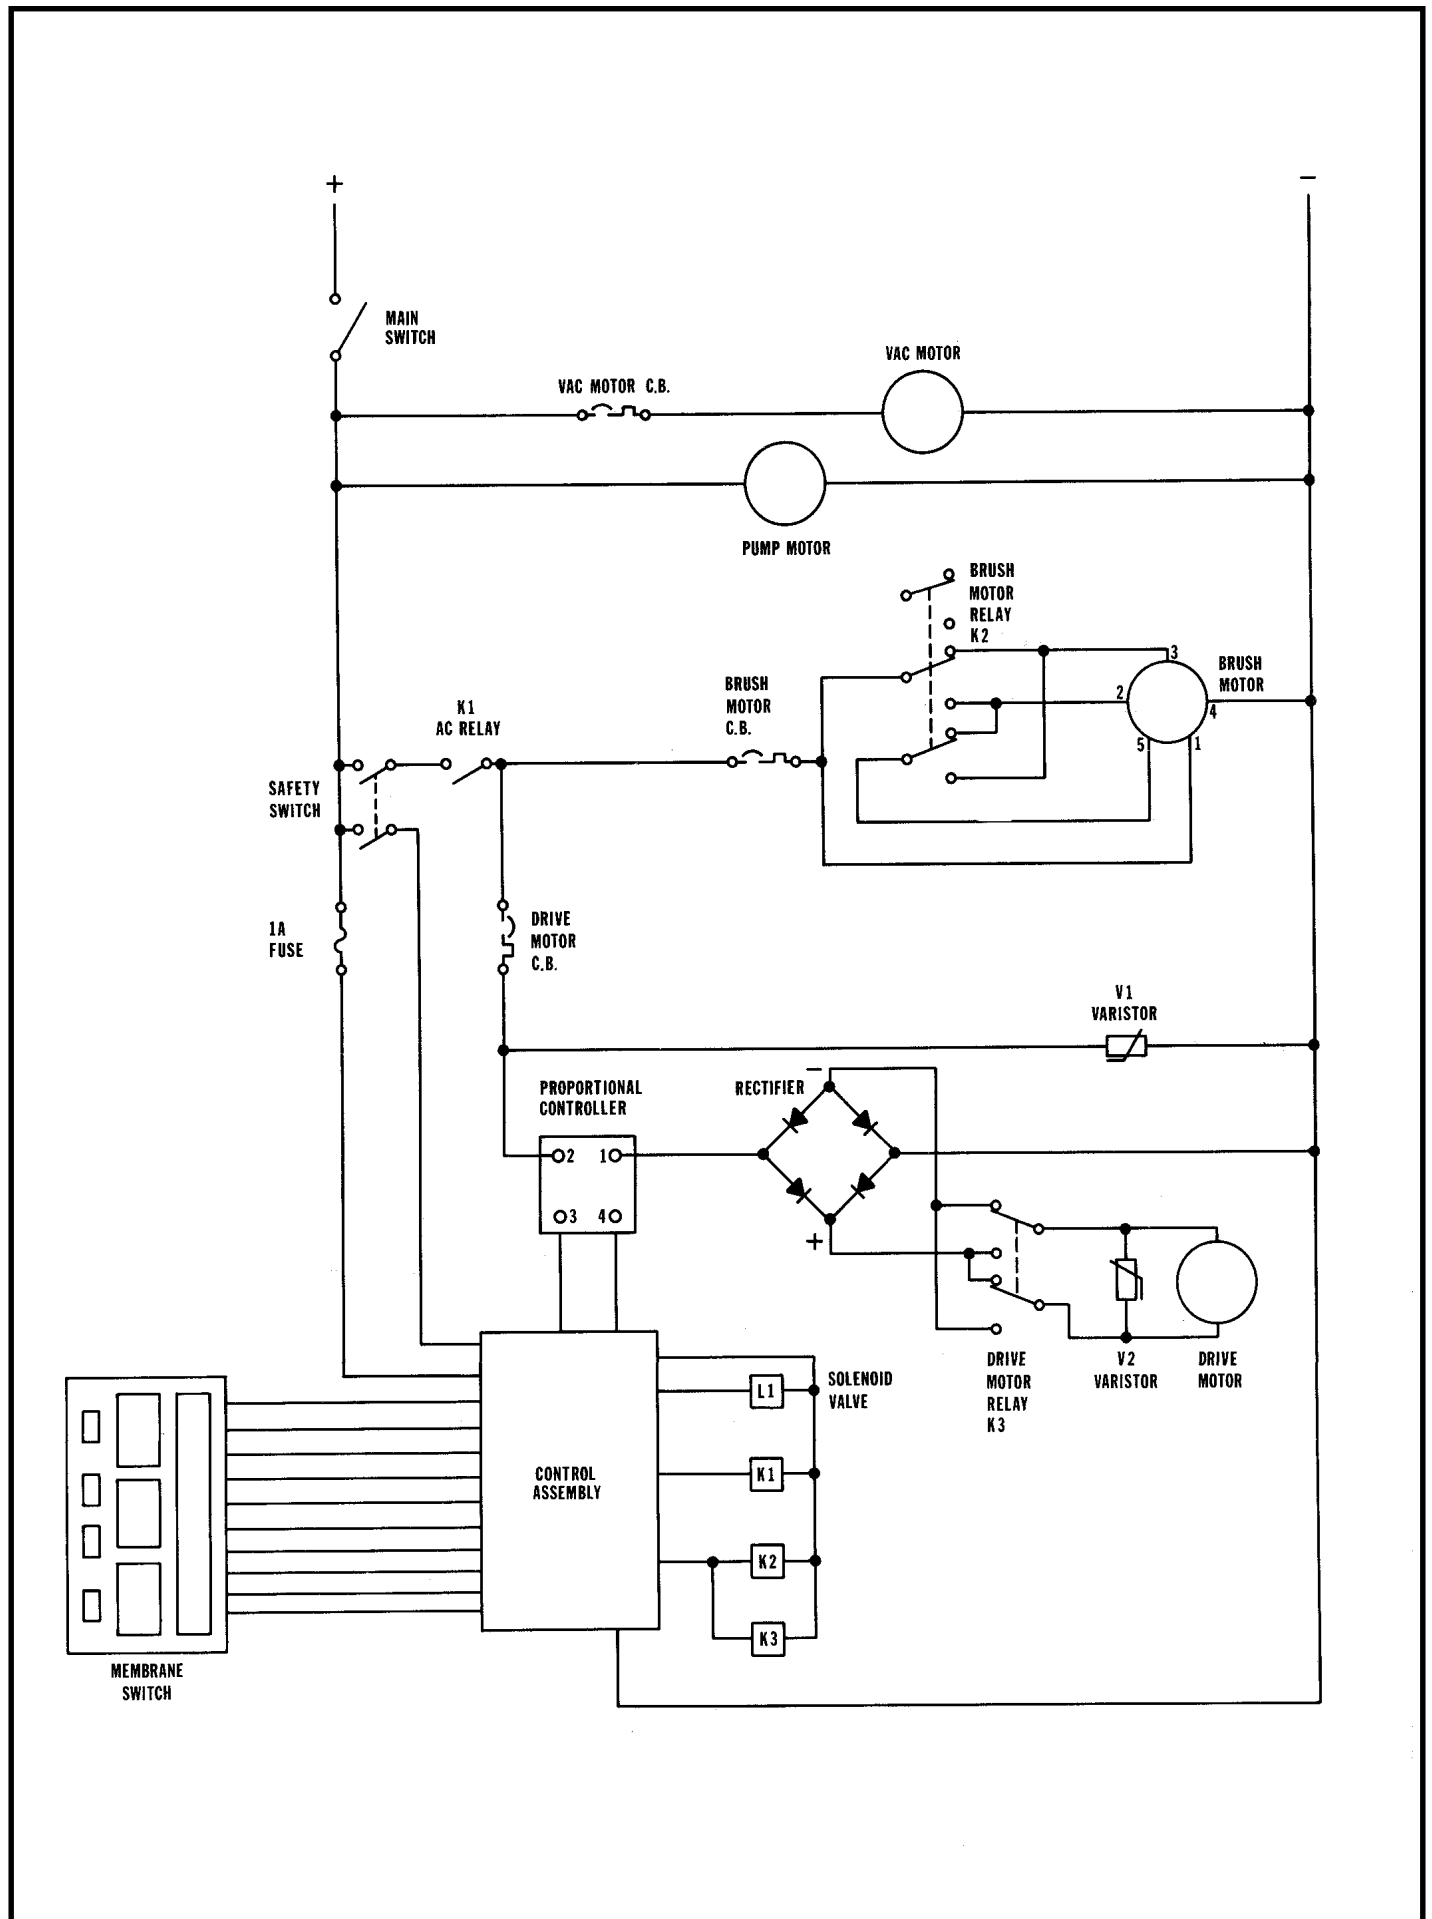 +
−
MAIN
SWITCH
VAC MOTOR
VAC MOTOR C.B.
PUMP MOTOR
BRUSH
MOTOR
RELAY
K2
3
BRUSH
MOTOR
2
4
5
1
BRUSH
MOTOR
C.B.
K1
AC RELAY
SAFETY
SWITCH
1A
FUSE
DRIVE
MOTOR
C.B.
V1
VARISTOR
PROPORTIONAL
CONTROLLER
RECTIFIER
−
2 1
3 4
+
DRIVE
MOTOR
RELAY
K3
V2
VARISTOR
DRIVE
MOTOR
SOLENOID
VALVE
L1
K1
CONTROL
ASSEMBLY
K2
K3
MEMBRANE
SWITCH